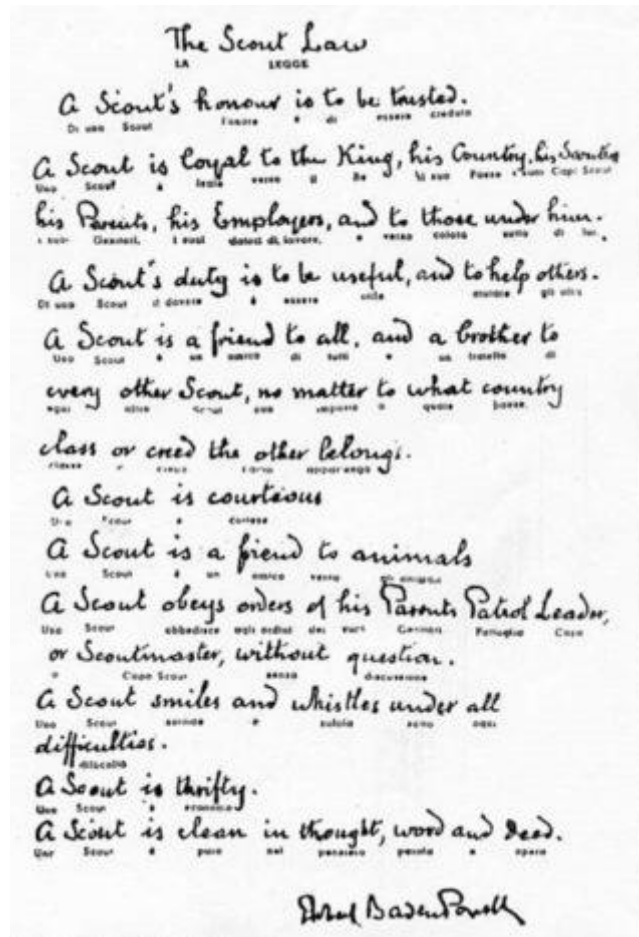 The Scout Law
LA LEGGE
A Scout's honour is to be trusted.
Di uno Scout l'onore è di essere creduto
A Scout is loyal to the King, his Country, his Scouters
Uno Scout è leale verso il Re il suo Paese i suoi Capi Scout
his Parents, his Employers, and to those under him.
i suoi Genitori, i suoi datori di lavoro, e verso coloro sotto di lui.
A Scout's duty is to be useful, and to help others.
Di uno Scout il dovere è essere utile aiutare gli altri
A Scout is a friend to all, and a brother to
Uno Scout è un amico di tutti e un fratello di
every other Scout, no matter to what country
ogni altro Scout non importa a quale paese,
class or creed the other belongs.
classe o l'altro appartenga
A Scout is courteous
Uno Scout è cortese
A Scout is a friend to animals
Uno Scout è un amico verso gli animali
A Scout obeys orders of his Parents Patrol Leader,
Uno Scout obbedisce agli ordini dei suoi Genitori Pattuglia Capo
or Scoutmaster, without question.
o Capo Scout senza discussione
A Scout smiles and whistles under all
Uno Scout sorride e zufola sotto ogni
difficulties.
difficoltà
A Scout is thrifty.
Uno Scout è economico
A Scout is clean in thought, word and deed.
Uno Scout è puro nel pensiero parola e opera
Robert Baden Powell